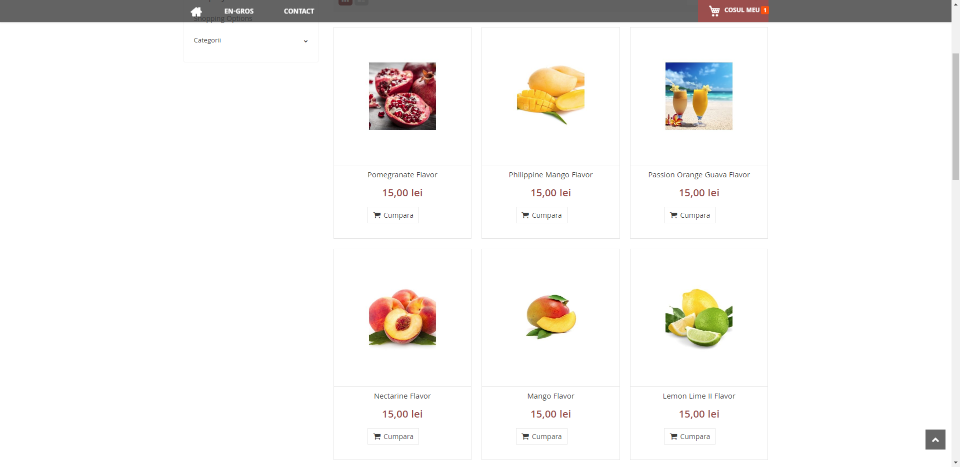 EN-GROS CONTACT COSUL MEU 1
Shopping Options
Categorii
Pomegranate Flavor
15,00 lei
Cumpara
Philippine Mango Flavor
15,00 lei
Cumpara
Passion Orange Guava Flavor
15,00 lei
Cumpara
Nectarine Flavor
15,00 lei
Cumpara
Mango Flavor
15,00 lei
Cumpara
Lemon Lime II Flavor
15,00 lei
Cumpara